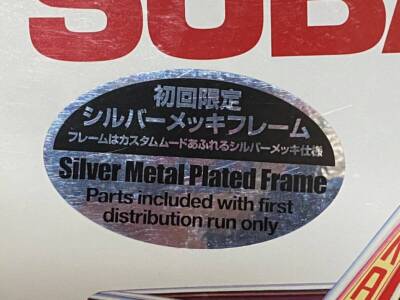 SUBA
初回限定
シルバーメッキフレーム
フレームはカスタムムードあふれるシルバーメッキ仕様
Silver Metal Plated Frame
Parts included with first
distribution run only